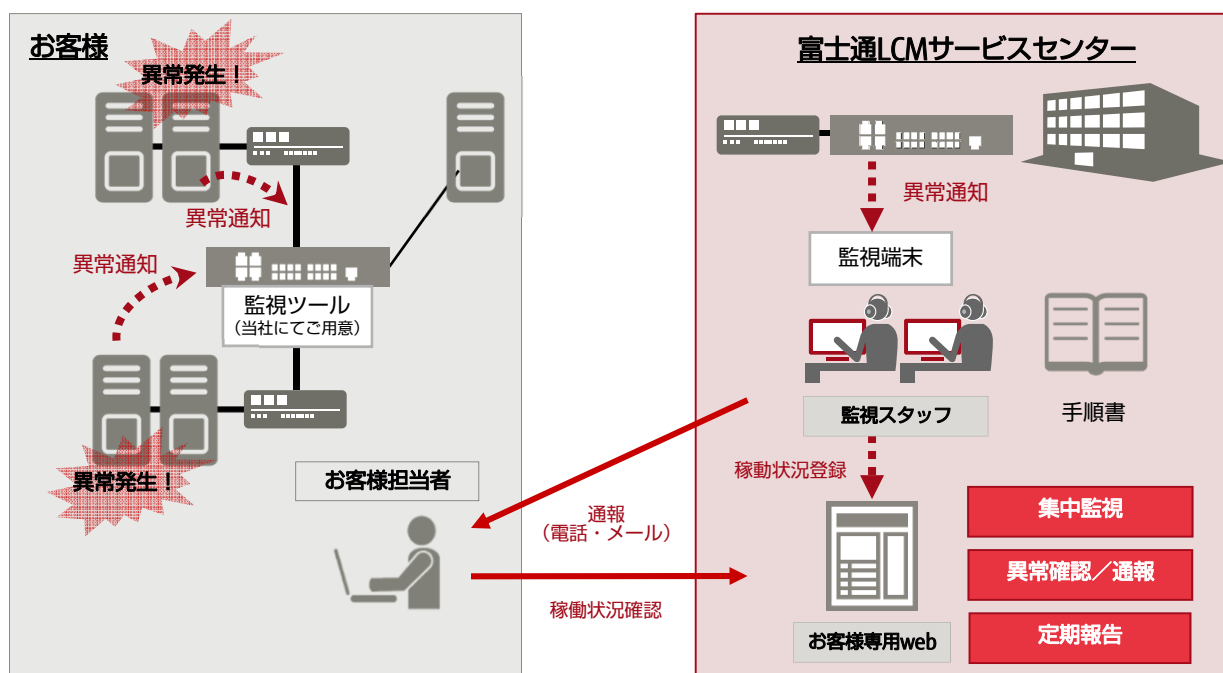 お客様
異常発生！
異常通知
異常通知
監視ツール
（当社にてご用意）
異常発生！
お客様担当者
通報
（電話・メール）
稼働状況確認
富士通LCMサービスセンター
異常通知
監視端末
監視スタッフ
手順書
稼働状況登録
お客様専用web
集中監視
異常確認／通報
定期報告